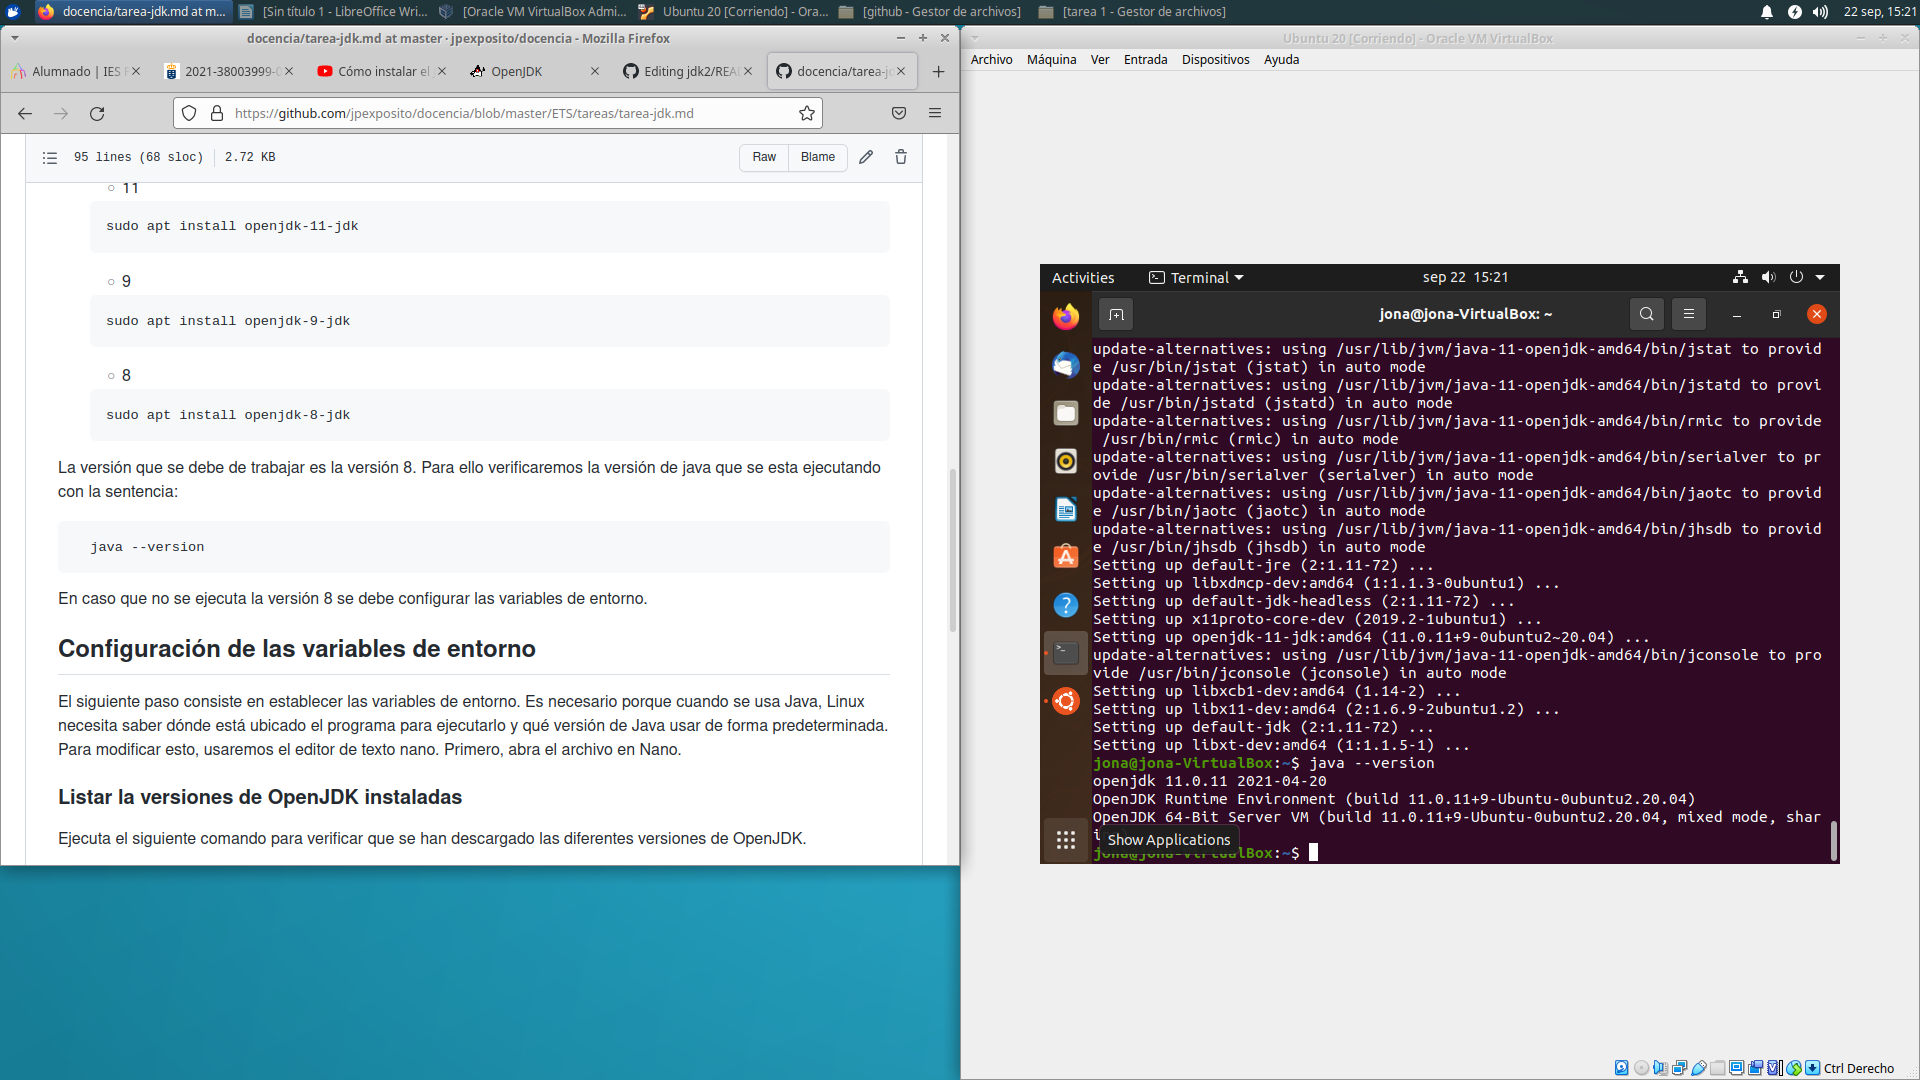 docencia/tarea-jdk.md at m...
[Sin título 1 - LibreOffice Wri...
[Oracle VM VirtualBox Admi...
Ubuntu 20 [Corriendo] - Ora...
[github - Gestor de archivos]
[tarea 1 - Gestor de archivos]
22 sep, 15:21
docencia/tarea-jdk.md at master · jpexposito/docencia - Mozilla Firefox
Alumnado | IES
2021-38003999-
Cómo instalar el
OpenJDK
Editing jdk2/REA
docencia/tarea-j
https://github.com/jpexposito/docencia/blob/master/ETS/tareas/tarea-jdk.md
95 lines (68 sloc)
2.72 KB
Raw
Blame
11
sudo apt install openjdk-11-jdk
9
sudo apt install openjdk-9-jdk
8
sudo apt install openjdk-8-jdk
La versión que se debe de trabajar es la versión 8. Para ello verificaremos la versión de java que se esta ejecutando
con la sentencia:
java --version
En caso que no se ejecuta la versión 8 se debe configurar las variables de entorno.
Configuración de las variables de entorno
El siguiente paso consiste en establecer las variables de entorno. Es necesario porque cuando se usa Java, Linux
necesita saber dónde está ubicado el programa para ejecutarlo y qué versión de Java usar de forma predeterminada.
Para modificar esto, usaremos el editor de texto nano. Primero, abra el archivo en Nano.
Listar la versiones de OpenJDK instaladas
Ejecuta el siguiente comando para verificar que se han descargado las diferentes versiones de OpenJDK.
Ubuntu 20 [Corriendo] - Oracle VM VirtualBox
Archivo
Máquina
Ver
Entrada
Dispositivos
Ayuda
Activities
Terminal
sep 22 15:21
jona@jona-VirtualBox: ~
update-alternatives: using /usr/lib/jvm/java-11-openjdk-amd64/bin/jstat to provid
e /usr/bin/jstat (jstat) in auto mode
update-alternatives: using /usr/lib/jvm/java-11-openjdk-amd64/bin/jstatd to provi
de /usr/bin/jstatd (jstatd) in auto mode
update-alternatives: using /usr/lib/jvm/java-11-openjdk-amd64/bin/rmic to provide
/usr/bin/rmic (rmic) in auto mode
update-alternatives: using /usr/lib/jvm/java-11-openjdk-amd64/bin/serialver to pr
ovide /usr/bin/serialver (serialver) in auto mode
update-alternatives: using /usr/lib/jvm/java-11-openjdk-amd64/bin/jaotc to provid
e /usr/bin/jaotc (jaotc) in auto mode
update-alternatives: using /usr/lib/jvm/java-11-openjdk-amd64/bin/jhsdb to provid
e /usr/bin/jhsdb (jhsdb) in auto mode
Setting up default-jre (2:1.11-72) ...
Setting up libxdmcp-dev:amd64 (1:1.1.3-0ubuntu1) ...
Setting up default-jdk-headless (2:1.11-72) ...
Setting up x11proto-core-dev (2019.2-1ubuntu1) ...
Setting up openjdk-11-jdk:amd64 (11.0.11+9-0ubuntu2~20.04) ...
update-alternatives: using /usr/lib/jvm/java-11-openjdk-amd64/bin/jconsole to pro
vide /usr/bin/jconsole (jconsole) in auto mode
Setting up libxcb1-dev:amd64 (1.14-2) ...
Setting up libx11-dev:amd64 (2:1.6.9-2ubuntu1.2) ...
Setting up default-jdk (2:1.11-72) ...
Setting up libxt-dev:amd64 (1:1.1.5-1) ...
jona@jona-VirtualBox:~$ java --version
openjdk 11.0.11 2021-04-20
OpenJDK Runtime Environment (build 11.0.11+9-Ubuntu-0ubuntu2.20.04)
OpenJDK 64-Bit Server VM (build 11.0.11+9-Ubuntu-0ubuntu2.20.04, mixed mode, shar
Show Applications
jona@jona-VirtualBox:~$
Ctrl Derecho